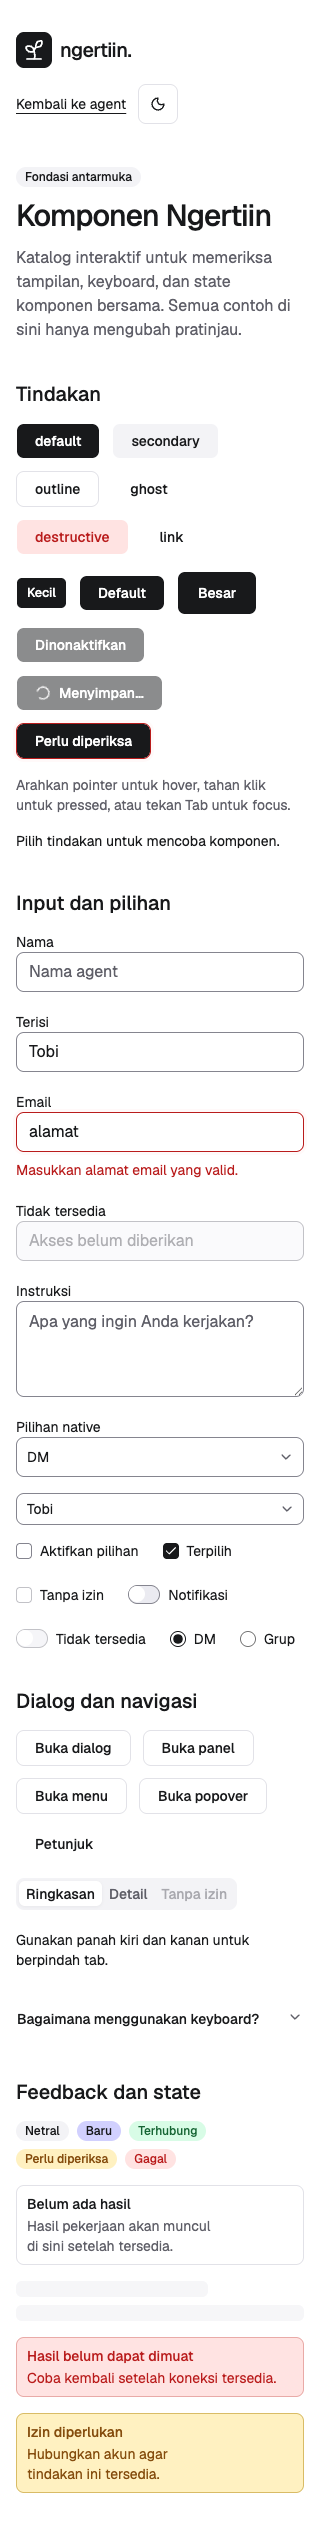 ngertiin.
Kembali ke agent
Fondasi antarmuka
Komponen Ngertiin
Katalog interaktif untuk memeriksa
tampilan, keyboard, dan state
komponen bersama. Semua contoh di
sini hanya mengubah pratinjau.
Tindakan
default
secondary
outline
ghost
destructive
link
Kecil
Default
Besar
Dinonaktifkan
Menyimpan...
Perlu diperiksa
Arahkan pointer untuk hover, tahan klik
untuk pressed, atau tekan Tab untuk focus.
Pilih tindakan untuk mencoba komponen.
Input dan pilihan
Nama
Nama agent
Terisi
Tobi
Email
alamat
Masukkan alamat email yang valid.
Tidak tersedia
Akses belum diberikan
Instruksi
Apa yang ingin Anda kerjakan?
Pilihan native
DM
Tobi
Aktifkan pilihan
Terpilih
Tanpa izin
Notifikasi
Tidak tersedia
DM
Grup
Dialog dan navigasi
Buka dialog
Buka panel
Buka menu
Buka popover
Petunjuk
Ringkasan
Detail
Tanpa izin
Gunakan panah kiri dan kanan untuk
berpindah tab.
Bagaimana menggunakan keyboard?
Feedback dan state
Netral
Baru
Terhubung
Perlu diperiksa
Gagal
Belum ada hasil
Hasil pekerjaan akan muncul
di sini setelah tersedia.
Hasil belum dapat dimuat
Coba kembali setelah koneksi tersedia.
Izin diperlukan
Hubungkan akun agar
tindakan ini tersedia.